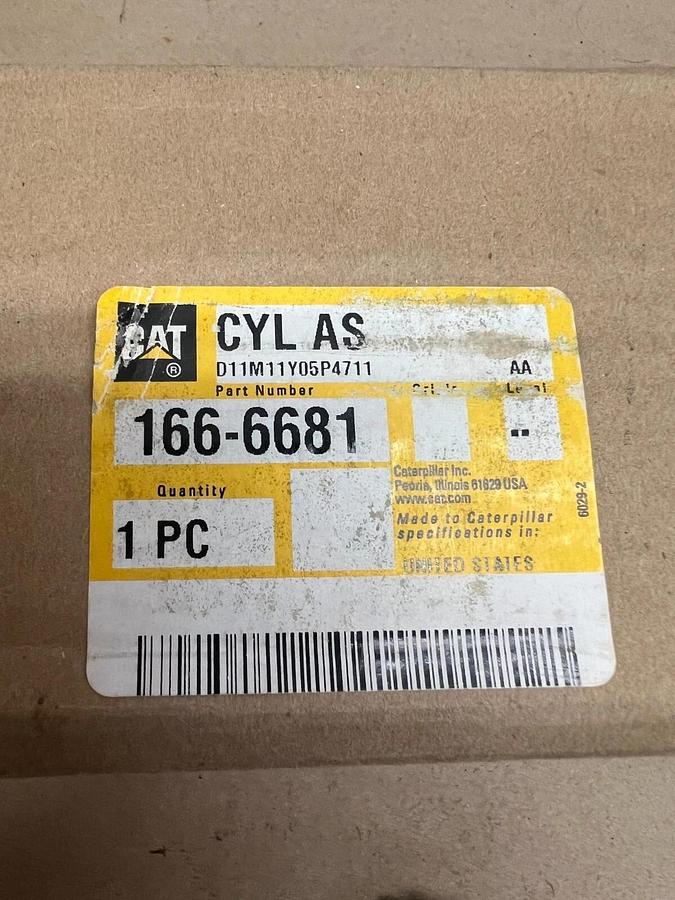 CAT
®
CYL AS
D11M11Y05P4711
AA
Part Number
166-6681
--
Quantity
1 PC
Caterpillar Inc.
Peoria, Illinois 61629 USA
www.cat.com
Made to Caterpillar
specifications in:
UNITED STATES
6029-2